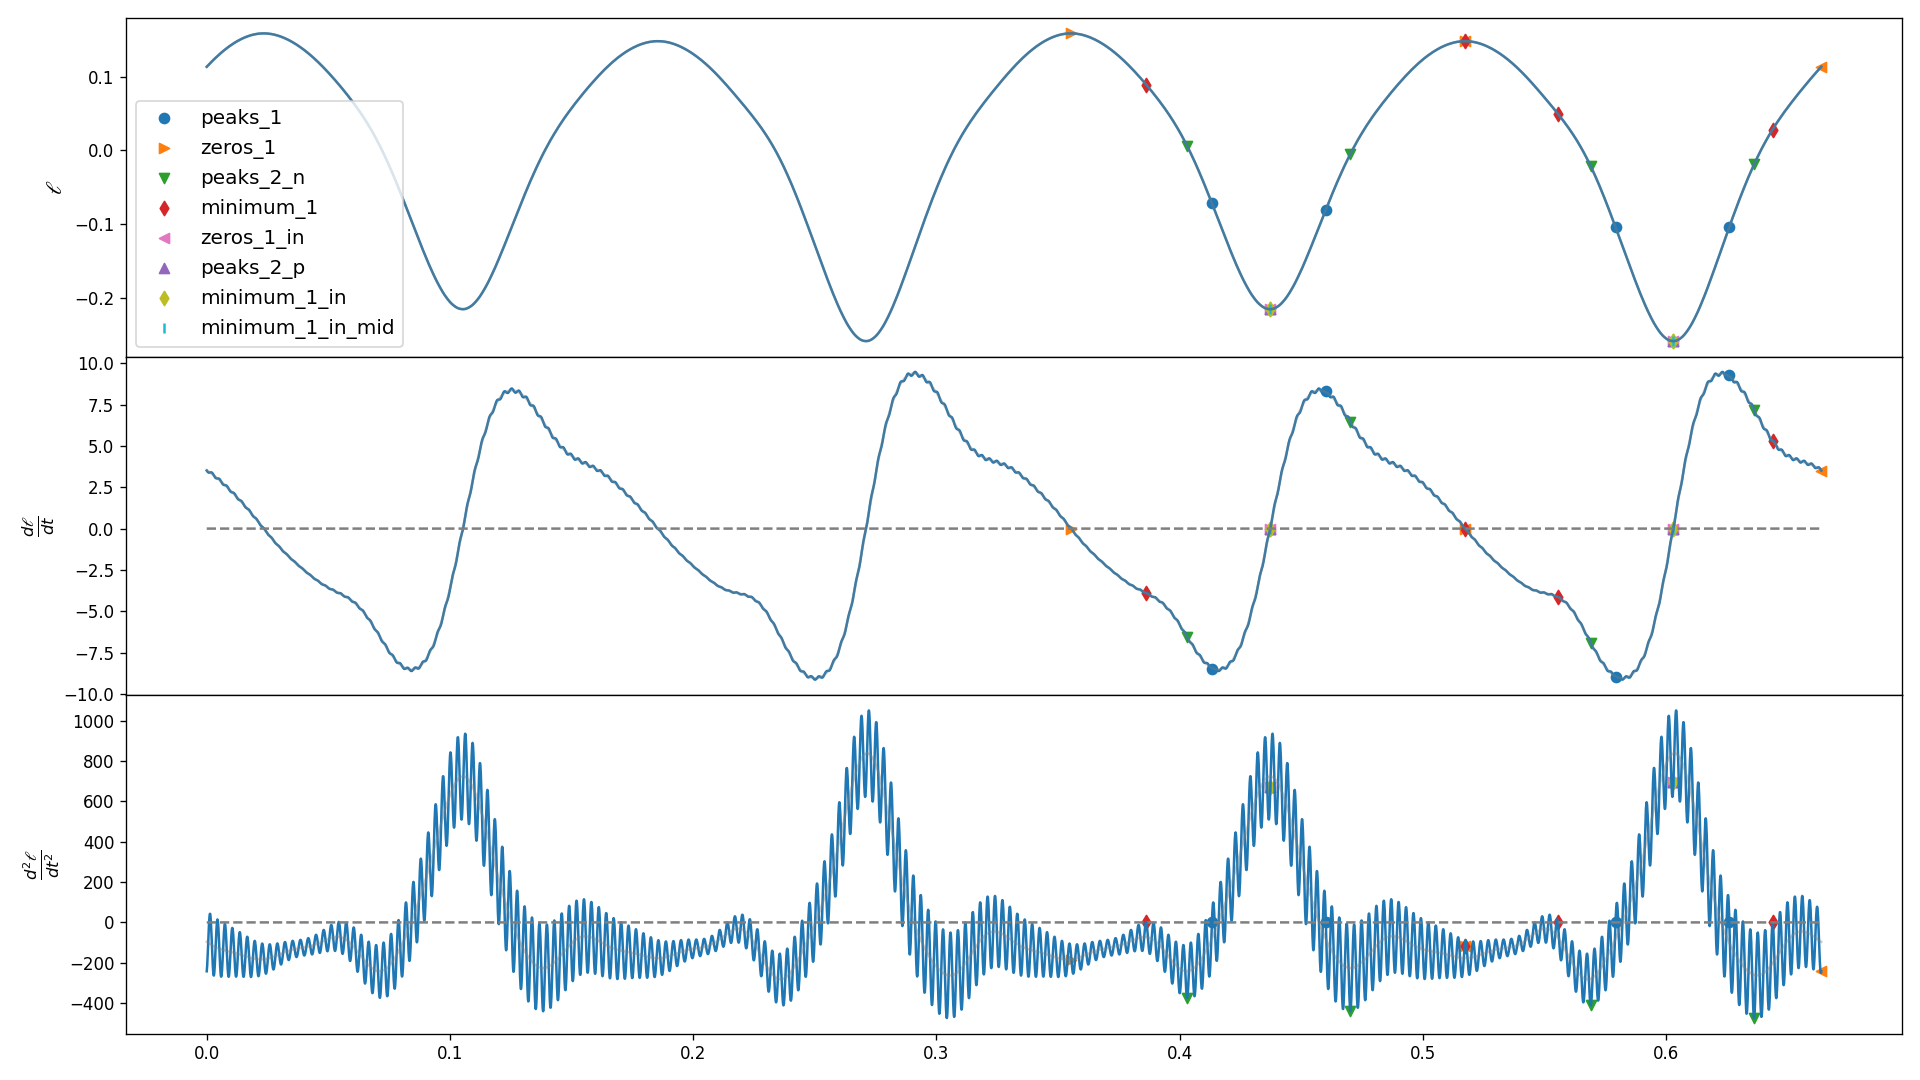 0.1
0.0
−0.1
−0.2
ℓ
peaks_1
zeros_1
peaks_2_n
minimum_1
zeros_1_in
peaks_2_p
minimum_1_in
minimum_1_in_mid
10.0
7.5
5.0
2.5
0.0
−2.5
−5.0
−7.5
−10.0
dℓ
dt
1000
800
600
400
200
0
−200
−400
d²ℓ
dt²
0.0 0.1 0.2 0.3 0.4 0.5 0.6